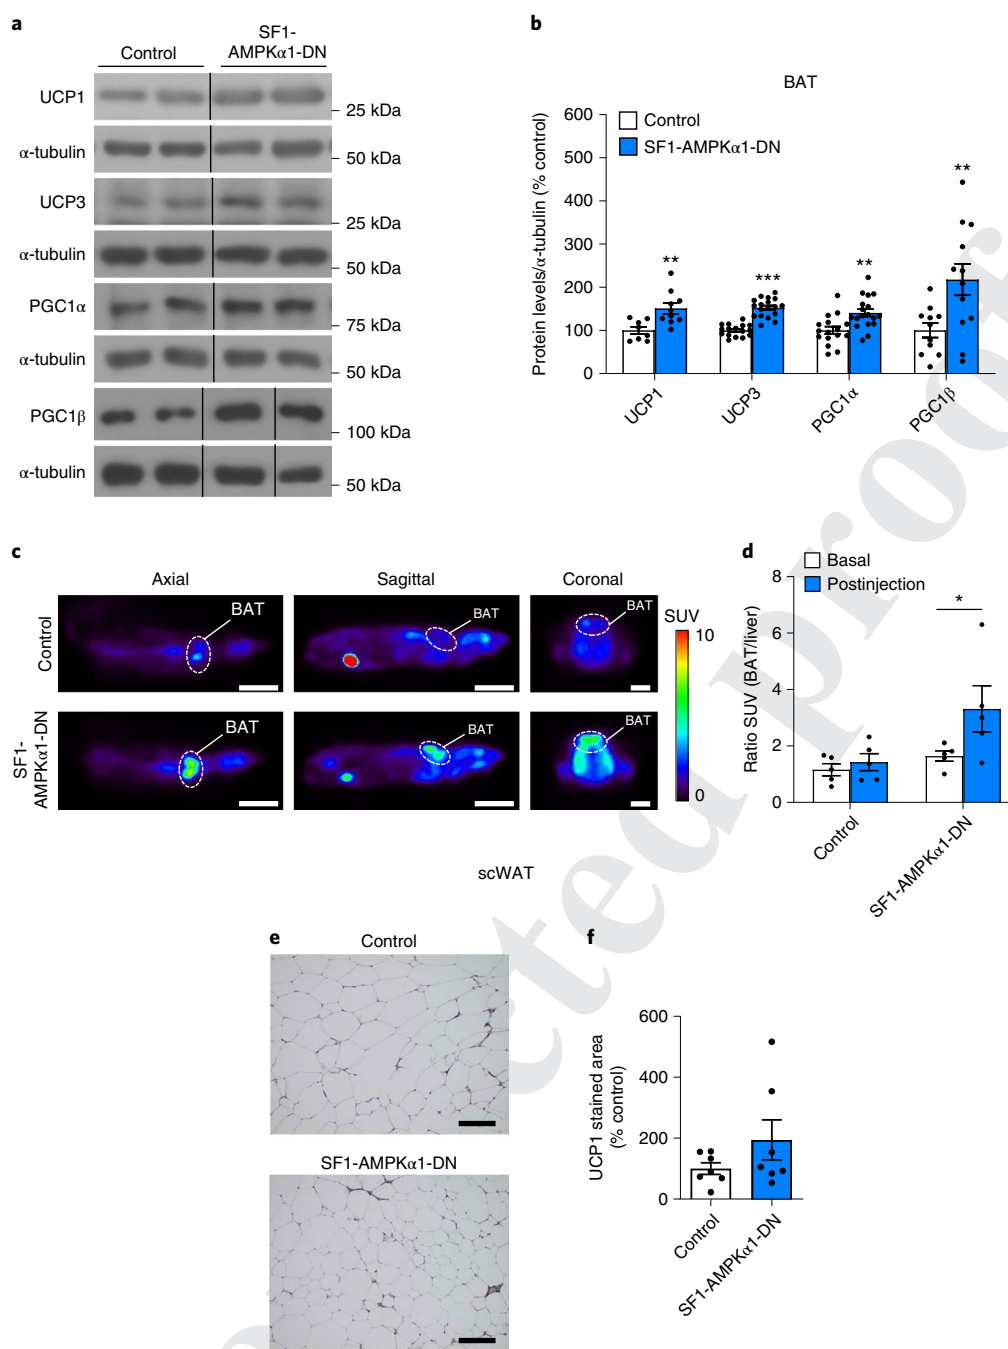 a
Control
SF1-
AMPKα1-DN
UCP1
25 kDa
α-tubulin
50 kDa
UCP3
25 kDa
α-tubulin
50 kDa
PGC1α
75 kDa
α-tubulin
50 kDa
PGC1β
100 kDa
α-tubulin
50 kDa
b
BAT
Control
SF1-AMPKα1-DN
Protein levels/α-tubulin (% control)
600
500
400
300
200
100
0
**
***
**
**
UCP1
UCP3
PGC1α
PGC1β
c
Axial
Sagittal
Coronal
Control
BAT
BAT
BAT
SUV
10
0
SF1-
AMPKα1-DN
BAT
BAT
BAT
d
Basal
Postinjection
Ratio SUV (BAT/liver)
8
6
4
2
0
*
Control
SF1-AMPKα1-DN
scWAT
e
Control
SF1-AMPKα1-DN
f
UCP1 stained area
(% control)
600
400
200
0
Control
SF1-AMPKα1-DN
cted proof